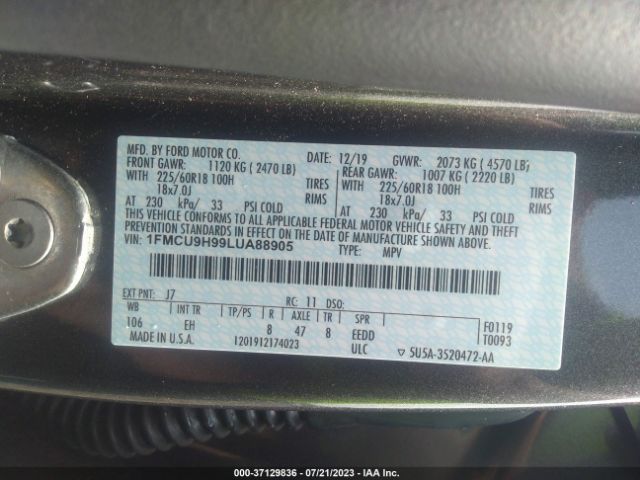 MFD. BY FORD MOTOR CO. DATE: 12/19 GVWR: 2073 KG ( 4570 LB)
FRONT GAWR: 1120 KG ( 2470 LB) REAR GAWR: 1007 KG ( 2220 LB)
WITH 225/60R18 100H TIRES WITH 225/60R18 100H TIRES
18x7.0J RIMS 18x7.0J RIMS
AT 230 kPa/ 33 PSI COLD AT 230 kPa/ 33 PSI COLD
THIS VEHICLE CONFORMS TO ALL APPLICABLE FEDERAL MOTOR VEHICLE SAFETY AND THEFT PREVENTION
STANDARDS IN EFFECT ON THE DATE OF MANUFACTURE SHOWN ABOVE.
VIN: 1FMCU9H99LUA88905 TYPE: MPV
EXT PNT: J7 RC: 11 DSO:
WB INT TR TP/PS R AXLE TR SPR
106 EH 8 47 8 EEDD
F0119
T0093
MADE IN U.S.A. 1201912174023 ULC 5U5A-3520472-AA
000-37129836 - 07/21/2023 - IAA Inc.